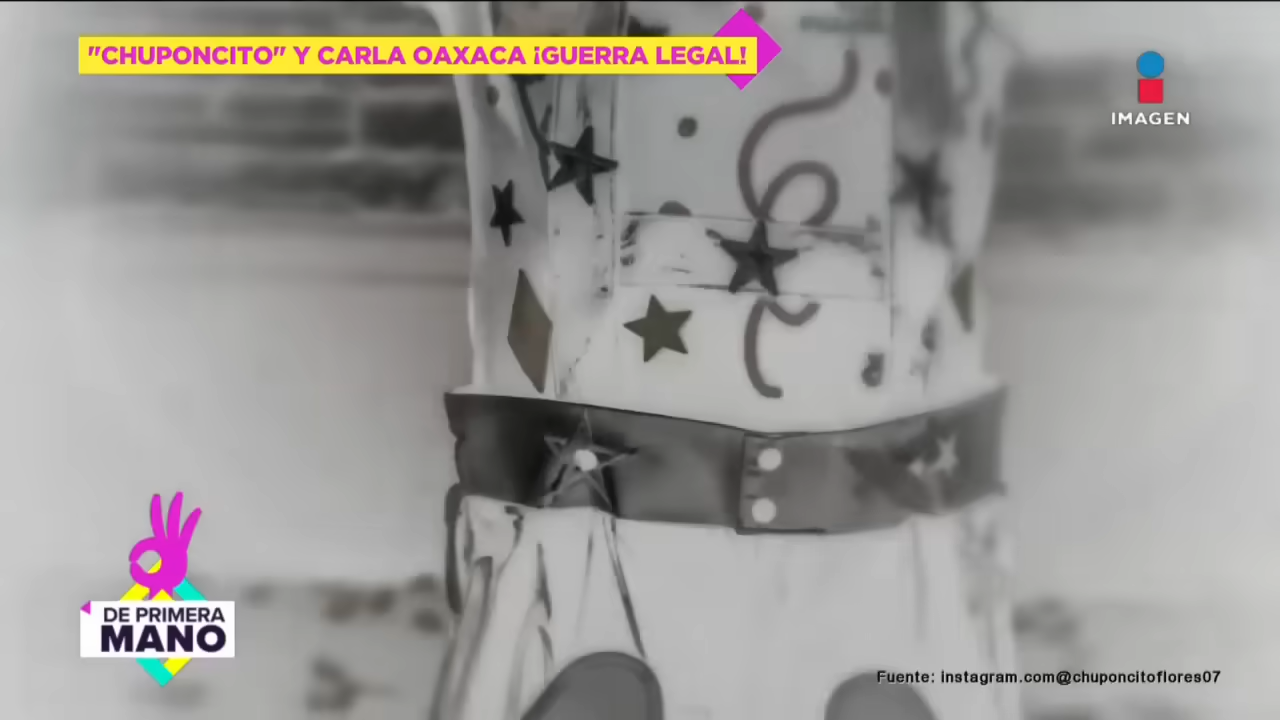 "CHUPONCITO" Y CARLA OAXACA ¡GUERRA LEGAL!
IMAGEN
DE PRIMERA
MANO
Fuente: instagram.com@chuponcitoflores07